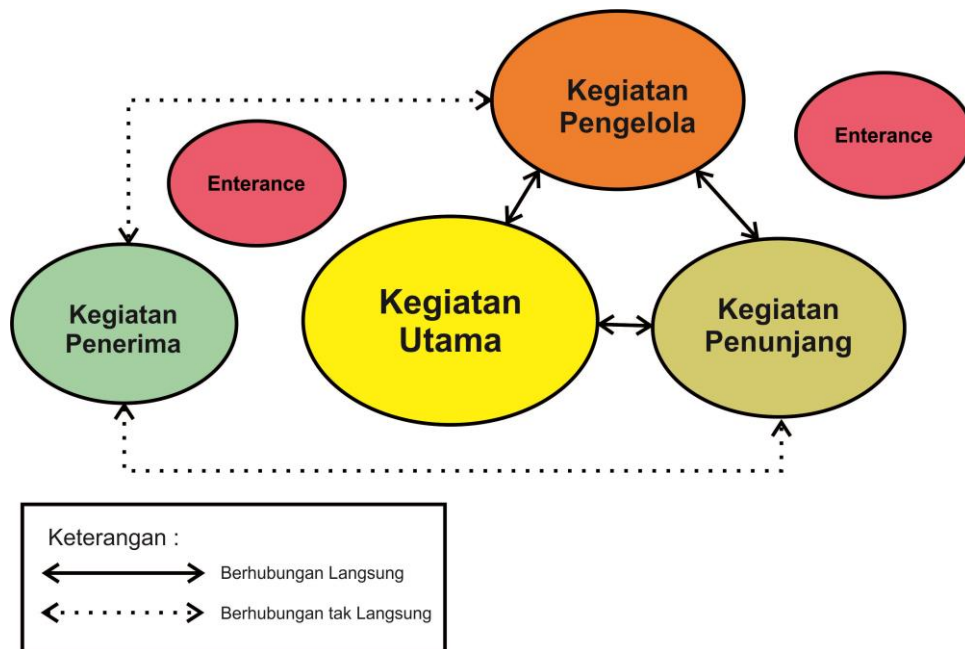 Kegiatan
Pengelola
Enterance
Enterance
Kegiatan
Penerima
Kegiatan
Utama
Kegiatan
Penunjang
Keterangan :
Berhubungan Langsung
Berhubungan tak Langsung